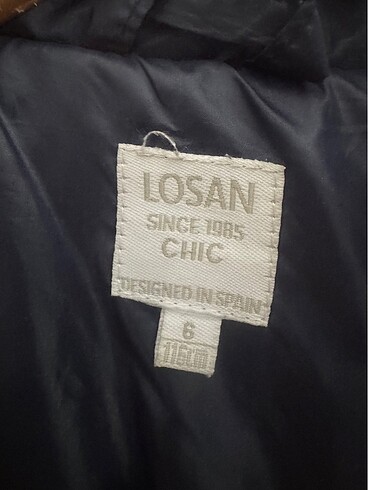 LOSAN
SINCE 1985
CHIC
DESIGNED IN SPAIN
6
116cm